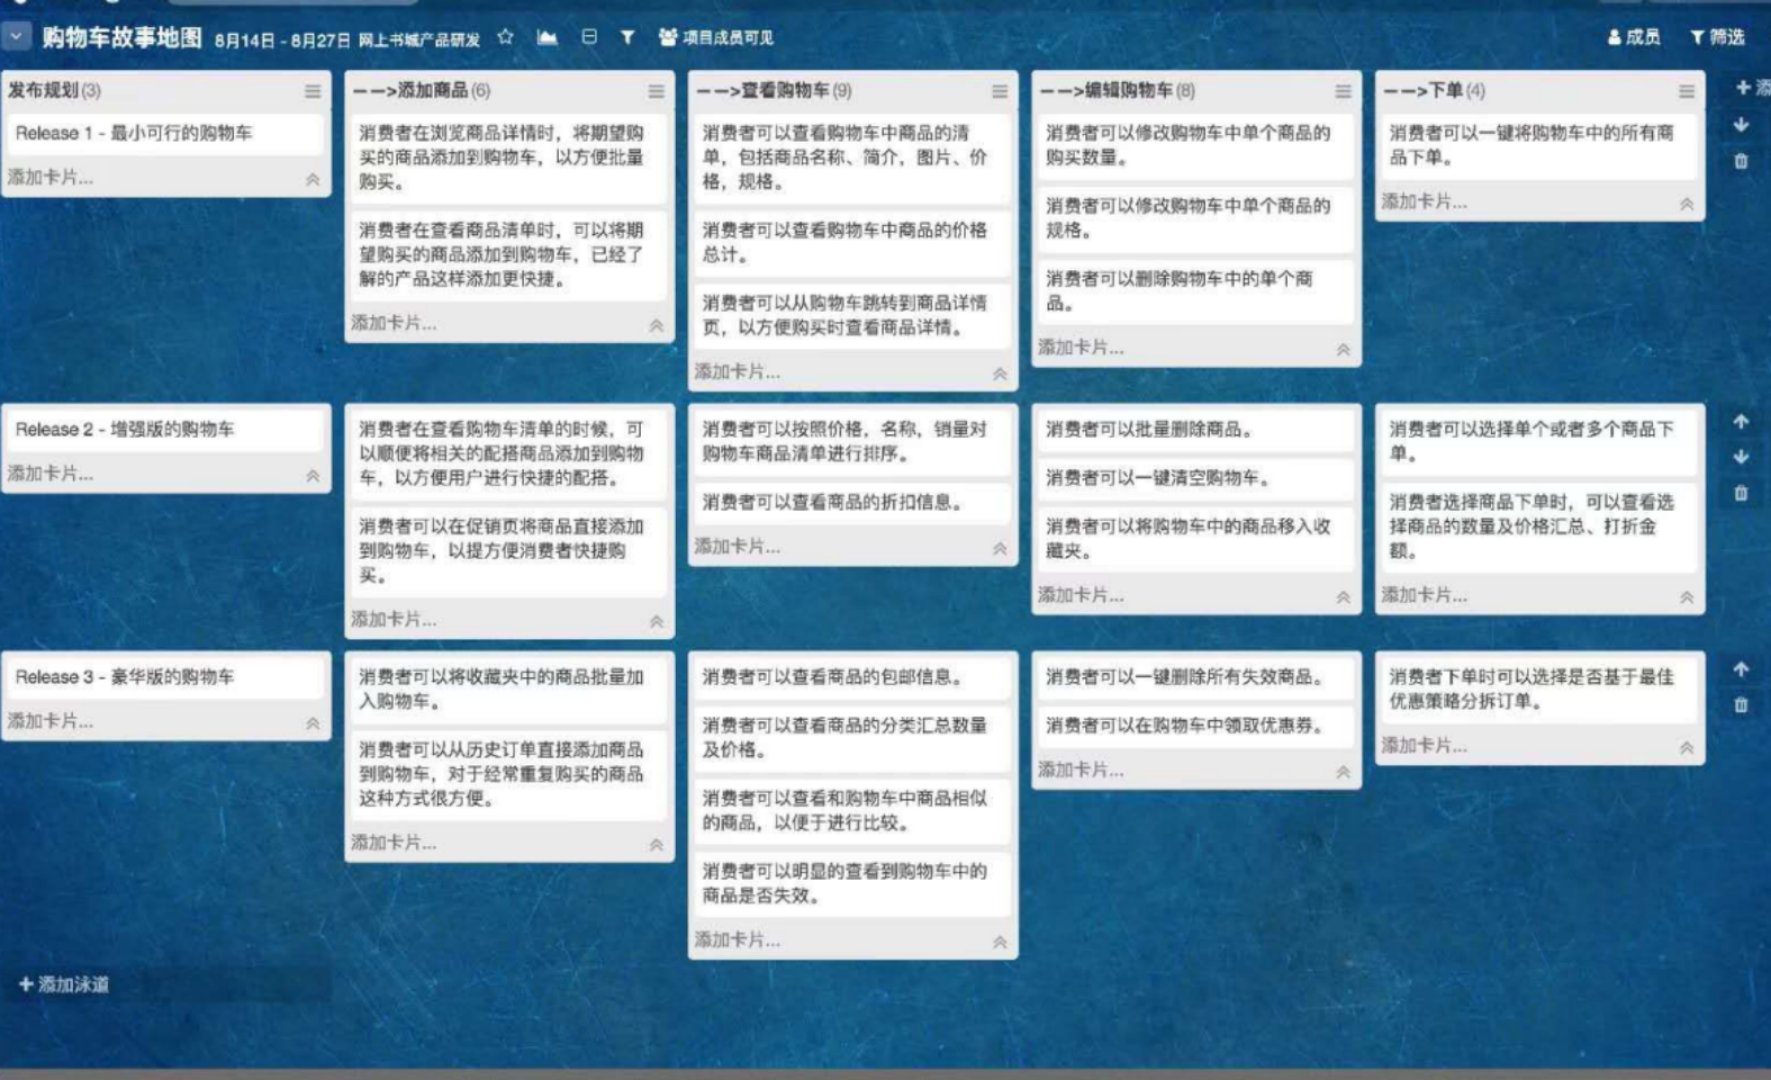 购物车故事地图 8月14日 - 8月27日 网上书城产品研发 项目成员可见 成员 筛选
发布规划(3)
Release 1 - 最小可行的购物车
添加卡片...
-->添加商品(6)
消费者在浏览商品详情时，将期望购
买的商品添加到购物车，以方便批量
购买。
消费者在查看商品清单时，可以将期
望购买的商品添加到购物车，已经了
解的产品这样添加更快捷。
添加卡片...
-->查看购物车(9)
消费者可以查看购物车中商品的清
单，包括商品名称、简介，图片、价
格，规格。
消费者可以查看购物车中商品的价格
总计。
消费者可以从购物车跳转到商品详情
页，以方便购买时查看商品详情。
添加卡片...
-->编辑购物车(8)
消费者可以修改购物车中单个商品的
购买数量。
消费者可以修改购物车中单个商品的
规格。
消费者可以删除购物车中的单个商
品。
添加卡片...
-->下单(4)
消费者可以一键将购物车中的所有商
品下单。
添加卡片...
+添
Release 2 - 增强版的购物车
添加卡片...
消费者在查看购物车清单的时候，可
以顺便将相关的配搭商品添加到购物
车，以方便用户进行快捷的配搭。
消费者可以在促销页将商品直接添加
到购物车，以提方便消费者快捷购
买。
添加卡片...
消费者可以按照价格，名称，销量对
购物车商品清单进行排序。
消费者可以查看商品的折扣信息。
添加卡片...
消费者可以批量删除商品。
消费者可以一键清空购物车。
消费者可以将购物车中的商品移入收
藏夹。
添加卡片...
消费者可以选择单个或者多个商品下
单。
消费者选择商品下单时，可以查看选
择商品的数量及价格汇总、打折金
额。
添加卡片...
Release 3 - 豪华版的购物车
添加卡片...
消费者可以将收藏夹中的商品批量加
入购物车。
消费者可以从历史订单直接添加商品
到购物车，对于经常重复购买的商品
这种方式很方便。
添加卡片...
消费者可以查看商品的包邮信息。
消费者可以查看商品的分类汇总数量
及价格。
消费者可以查看和购物车中商品相似
的商品，以便于进行比较。
消费者可以明显的查看到购物车中的
商品是否失效。
添加卡片...
消费者可以一键删除所有失效商品。
消费者可以在购物车中领取优惠券。
添加卡片...
消费者下单时可以选择是否基于最佳
优惠策略分拆订单。
添加卡片...
+添加泳道